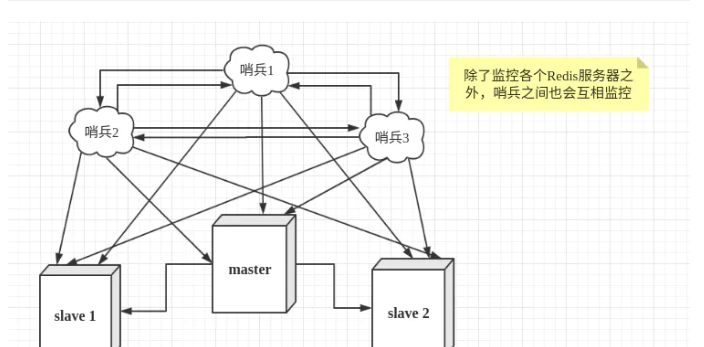 哨兵1
除了监控各个Redis服务器之
外，哨兵之间也会互相监控
哨兵2
哨兵3
master
slave 1
slave 2